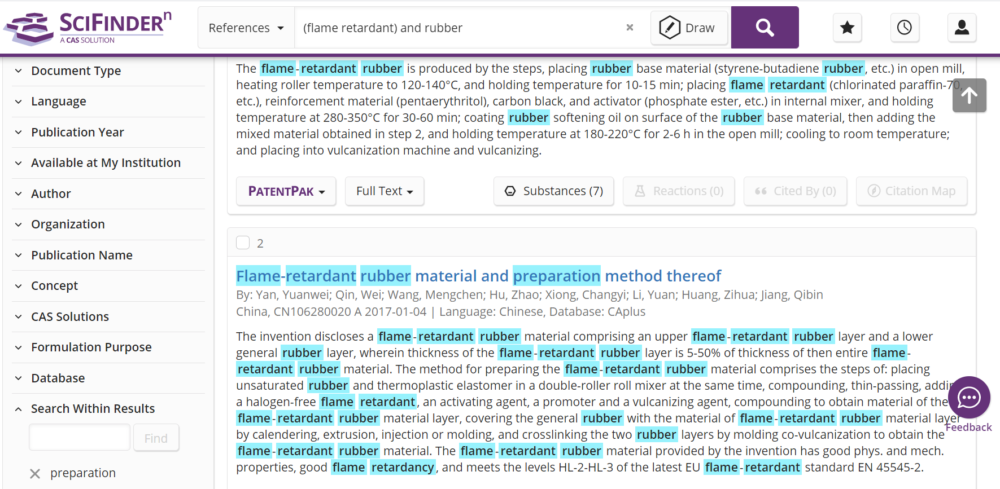 SCIFINDERⁿ
A CAS SOLUTION
References
(flame retardant) and rubber
Draw
Document Type
Language
Publication Year
Available at My Institution
Author
Organization
Publication Name
Concept
CAS Solutions
Formulation Purpose
Database
Search Within Results
Find
preparation
The flame-retardant rubber is produced by the steps, placing rubber base material (styrene-butadiene rubber, etc.) in open mill,
heating roller temperature to 120-140°C, and holding temperature for 10-15 min; placing flame retardant (chlorinated paraffin-70,
etc.), reinforcement material (pentaerythritol), carbon black, and activator (phosphate ester, etc.) in internal mixer, and holding
temperature at 280-350°C for 30-60 min; coating rubber softening oil on surface of the rubber base material, then adding the
mixed material obtained in step 2, and holding temperature at 180-220°C for 2-6 h in the open mill; cooling to room temperature;
and placing into vulcanization machine and vulcanizing.
PATENTPAK
Full Text
Substances (7)
Reactions (0)
Cited By (0)
Citation Map
2
Flame-retardant rubber material and preparation method thereof
By: Yan, Yuanwei; Qin, Wei; Wang, Mengchen; Hu, Zhao; Xiong, Changyi; Li, Yuan; Huang, Zihua; Jiang, Qibin
China, CN106280020 A 2017-01-04 | Language: Chinese, Database: CAplus
The invention discloses a flame-retardant rubber material comprising an upper flame-retardant rubber layer and a lower
general rubber layer, wherein thickness of the flame-retardant rubber layer is 5-50% of thickness of then entire flame-
retardant rubber material. The method for preparing the flame-retardant rubber material comprises the steps of: placing
unsaturated rubber and thermoplastic elastomer in a double-roller roll mixer at the same time, compounding, thin-passing,
a halogen-free flame retardant, an activating agent, a promoter and a vulcanizing agent, compounding to obtain material of the
flame-retardant rubber material layer, covering the general rubber with the material of flame-retardant rubber material layer
by calendering, extrusion, injection or molding, and crosslinking the two rubber layers by molding co-vulcanization to obtain the
flame-retardant rubber material. The flame-retardant rubber material provided by the invention has good phys. and mech.
properties, good flame retardancy, and meets the levels HL-2-HL-3 of the latest EU flame-retardant standard EN 45545-2.
Feedback